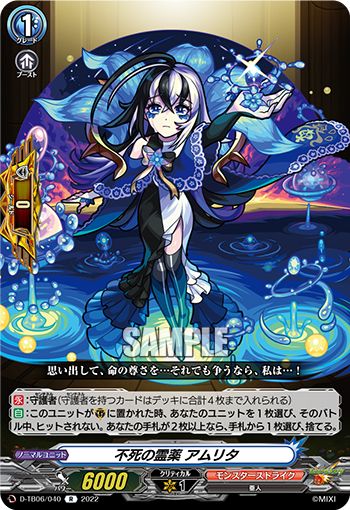 1
グレード
ブースト
0
SAMPLE
思い出して、命の尊さを…それでも争うなら、私は…!
永:守護者(守護者を持つカードはデッキに合計4枚まで入れられる)
自:このユニットが(G)に置かれた時、あなたのユニットを1枚選び、そのバト
ル中、ヒットされない。あなたの手札が2枚以上なら、手札から1枚選び、捨てる。
ノーマルユニット
不死の霊薬 アムリタ
D-TB06/040 R 2022
©MIXI
パワー
6000
クリティカル
1
モンスターストライク
亜人